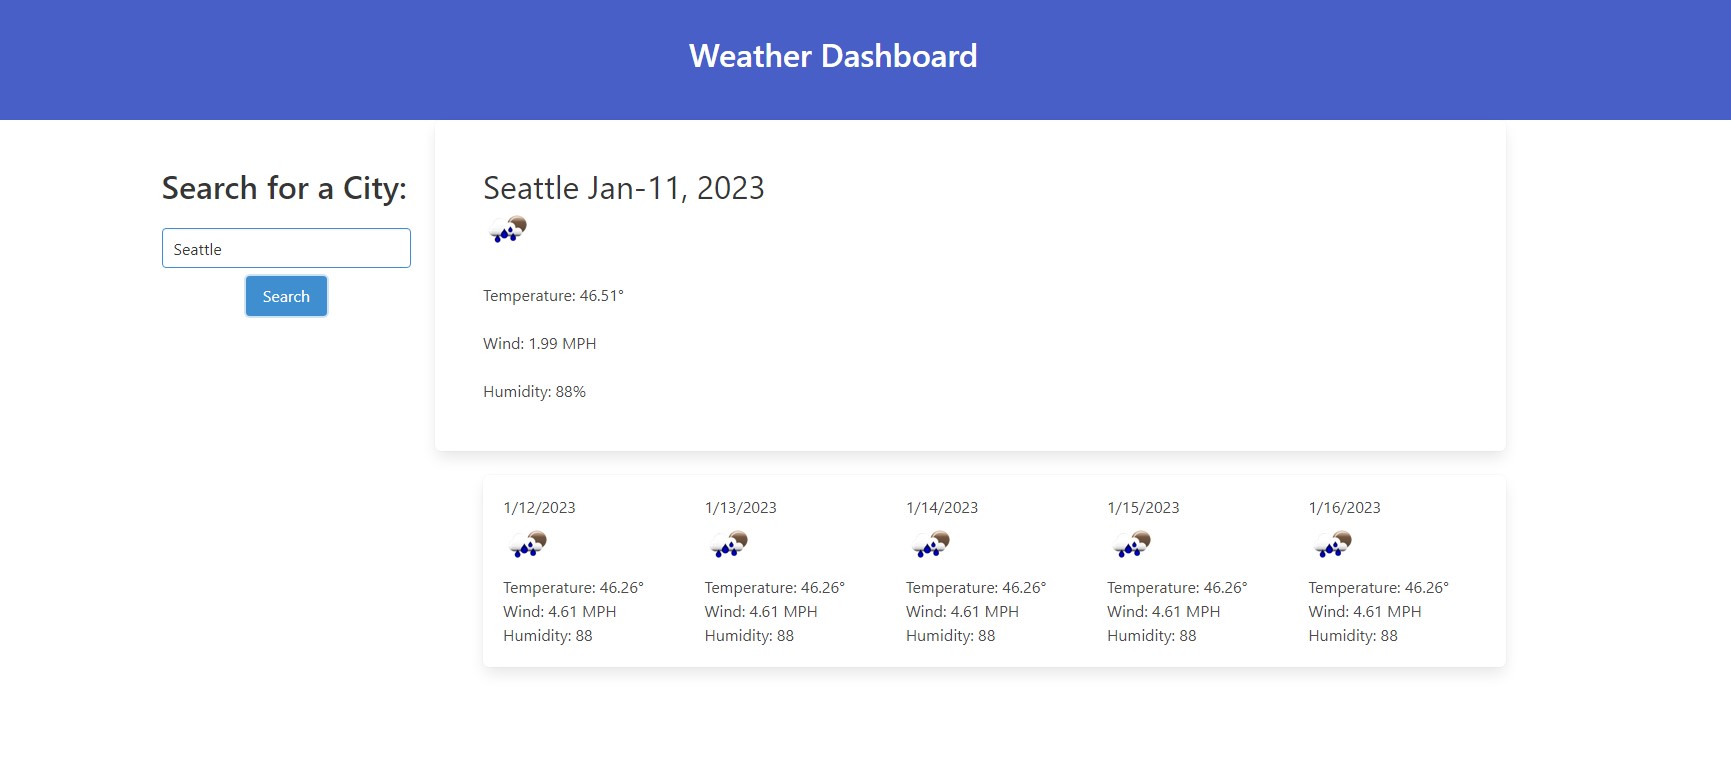 Weather Dashboard
Search for a City:
Seattle
Search
Seattle Jan-11, 2023
Temperature: 46.51°
Wind: 1.99 MPH
Humidity: 88%
1/12/2023
Temperature: 46.26°
Wind: 4.61 MPH
Humidity: 88
1/13/2023
Temperature: 46.26°
Wind: 4.61 MPH
Humidity: 88
1/14/2023
Temperature: 46.26°
Wind: 4.61 MPH
Humidity: 88
1/15/2023
Temperature: 46.26°
Wind: 4.61 MPH
Humidity: 88
1/16/2023
Temperature: 46.26°
Wind: 4.61 MPH
Humidity: 88